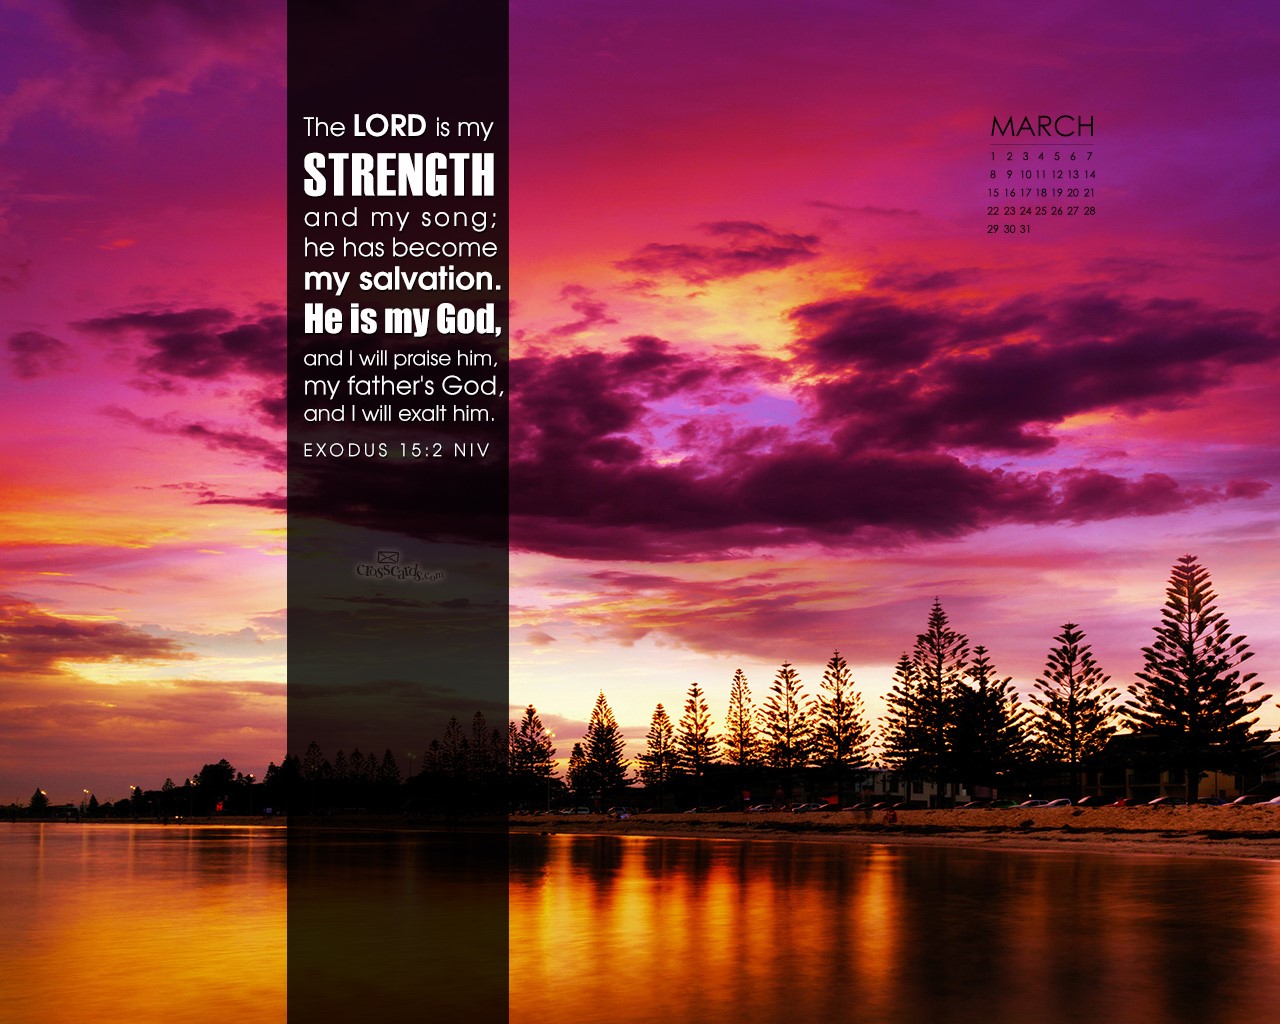 The LORD is my
STRENGTH
and my song;
he has become
my salvation.
He is my God,
and I will praise him,
my father's God,
and I will exalt him.
EXODUS 15:2 NIV
crosscards.com
MARCH
1 2 3 4 5 6 7
8 9 10 11 12 13 14
15 16 17 18 19 20 21
22 23 24 25 26 27 28
29 30 31